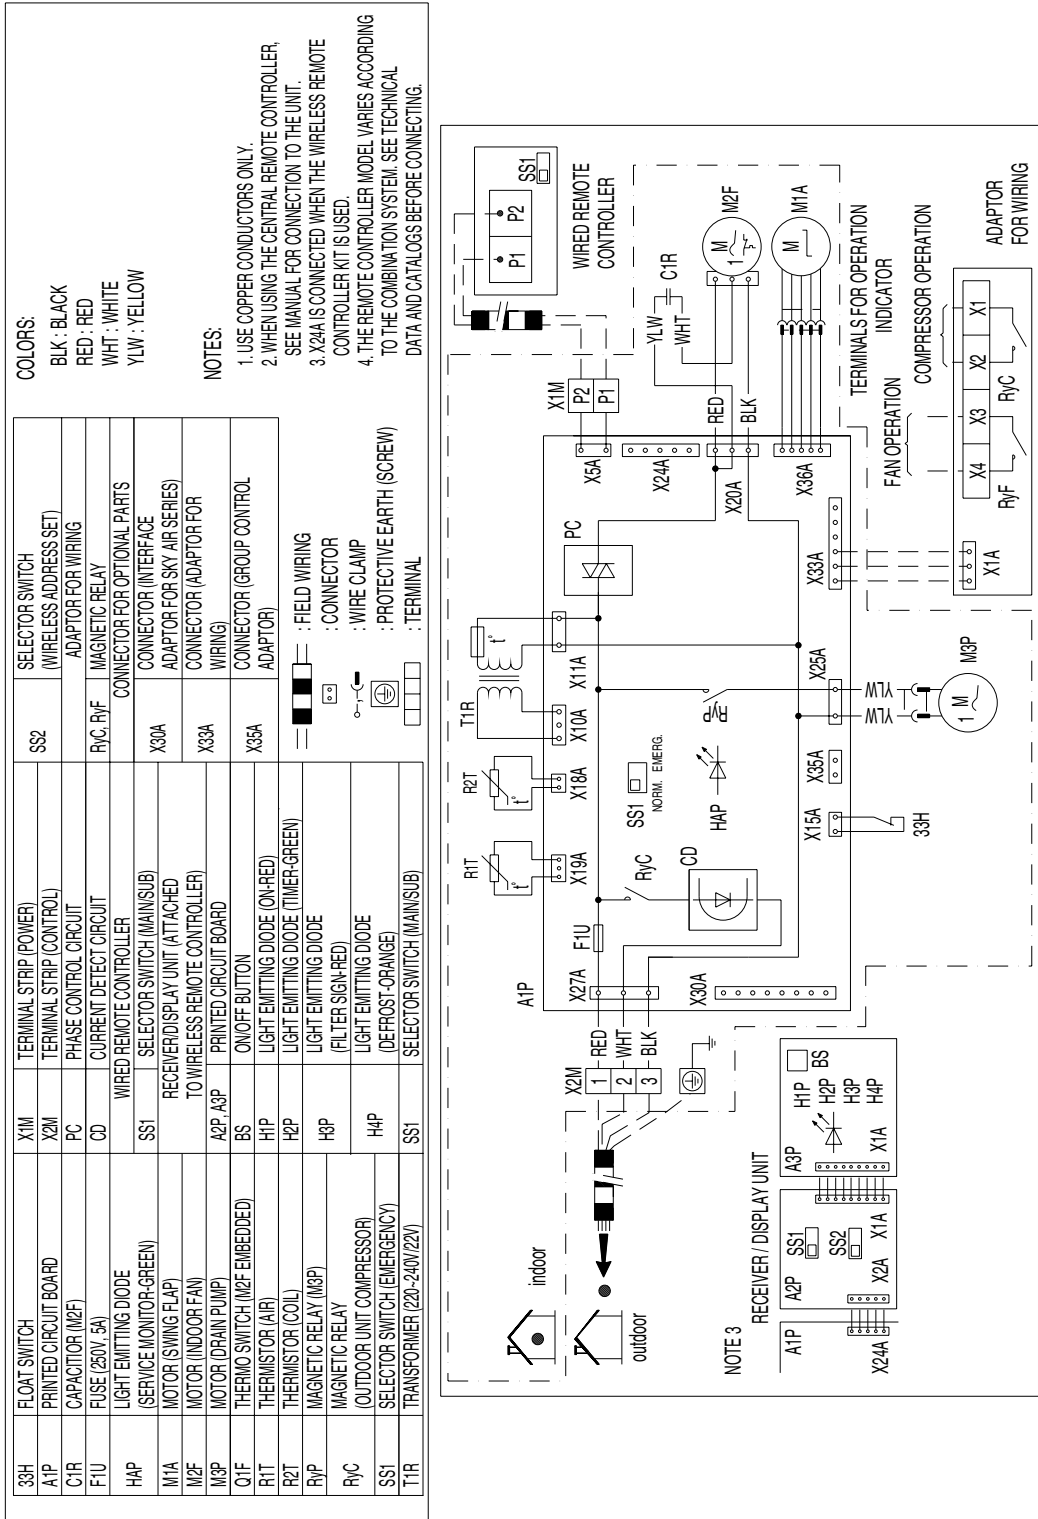 33H FLOAT SWITCH
A1P PRINTED CIRCUIT BOARD
C1R CAPACITIOR (M2F)
F1U FUSE (250V, 5A)
HAP LIGHT EMITTING DIODE
(SERVICE MONITOR-GREEN)
M1A MOTOR (SWING FLAP)
M2F MOTOR (INDOOR FAN)
M3P MOTOR (DRAIN PUMP)
Q1F THERMO SWITCH (M2F EMBEDDED)
R1T THERMISTOR (AIR)
R2T THERMISTOR (COIL)
RyP MAGNETIC RELAY (M3P)
RyC MAGNETIC RELAY
(OUTDOOR UNIT COMPRESSOR)
SS1 SELECTOR SWITCH (EMERGENCY)
T1R TRANSFORMER (220~240V/22V)
X1M TERMINAL STRIP (POWER)
X2M TERMINAL STRIP (CONTROL)
PC PHASE CONTROL CIRCUIT
CD CURRENT DETECT CIRCUIT
WIRED REMOTE CONTROLLER
SS1 SELECTOR SWITCH (MAIN/SUB)
RECEIVER/DISPLAY UNIT (ATTACHED
TO WIRELESS REMOTE CONTROLLER)
A2P, A3P PRINTED CIRCUIT BOARD
BS ON/OFF BUTTON
H1P LIGHT EMITTING DIODE (ON-RED)
H2P LIGHT EMITTING DIODE (TIMER-GREEN)
H3P LIGHT EMITTING DIODE
(FILTER SIGN-RED)
H4P LIGHT EMITTING DIODE
(DEFROST-ORANGE)
SS1 SELECTOR SWITCH (MAIN/SUB)
SS2 SELECTOR SWITCH
(WIRELESS ADDRESS SET)
ADAPTOR FOR WIRING
RyC, RyF MAGNETIC RELAY
CONNECTOR FOR OPTIONAL PARTS
X30A CONNECTOR (INTERFACE
ADAPTOR FOR SKY AIR SERIES)
X33A CONNECTOR (ADAPTOR FOR
WIRING)
X35A CONNECTOR (GROUP CONTROL
ADAPTOR)
: FIELD WIRING
: CONNECTOR
: WIRE CLAMP
: PROTECTIVE EARTH (SCREW)
: TERMINAL
COLORS:
BLK : BLACK
RED : RED
WHT : WHITE
YLW : YELLOW
NOTES:
1. USE COPPER CONDUCTORS ONLY.
2. WHEN USING THE CENTRAL REMOTE CONTROLLER,
SEE MANUAL FOR CONNECTION TO THE UNIT.
3. X24A IS CONNECTED WHEN THE WIRELESS REMOTE
CONTROLLER KIT IS USED.
4. THE REMOTE CONTROLLER MODEL VARIES ACCORDING
TO THE COMBINATION SYSTEM. SEE TECHNICAL
DATA AND CATALOGS BEFORE CONNECTING.
P1 P2 SS1
WIRED REMOTE
CONTROLLER
X1M
P2 P1
YLW
WHT
C1R
M2F
M
1
M1A
M
RED
BLK
X5A
X24A
X20A
X36A
PC
R1T
t°
R2T
t°
T1R
t°
X19A
X18A
X10A
X11A
A1P
X27A
F1U
RyC
CD
SS1
NORM. EMERG.
HAP
RyP
X30A
X15A
X35A
X25A
X33A
33H
YLW
YLW
M3P
1 M
X2M
1 2 3
RED
WHT
BLK
indoor
outdoor
TERMINALS FOR OPERATION
INDICATOR
FAN OPERATION
COMPRESSOR OPERATION
X1A
X4 X3 X2 X1
RyF
RyC
ADAPTOR
FOR WIRING
NOTE 3
RECEIVER / DISPLAY UNIT
A1P
X24A
A2P
X2A
SS1
SS2
X1A
A3P
X1A
H1P
H2P
H3P
H4P
BS